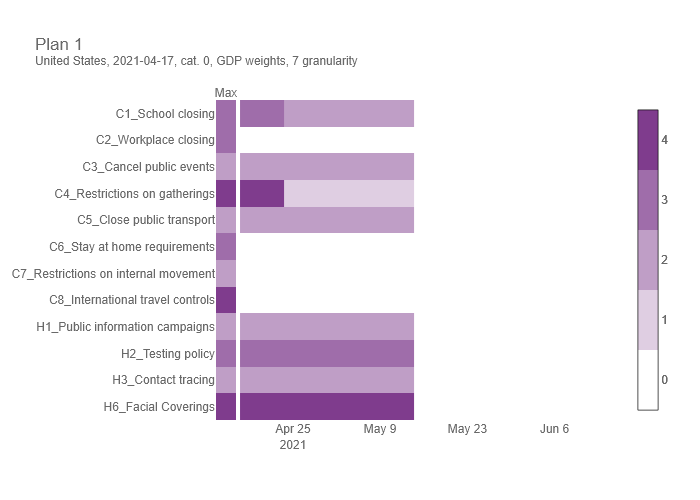 Plan 1
United States, 2021-04-17, cat. 0, GDP weights, 7 granularity
Max
C1_School closing
C2_Workplace closing
C3_Cancel public events
C4_Restrictions on gatherings
C5_Close public transport
C6_Stay at home requirements
C7_Restrictions on internal movement
C8_International travel controls
H1_Public information campaigns
H2_Testing policy
H3_Contact tracing
H6_Facial Coverings
Apr 25 May 9 May 23 Jun 6
2021
4
3
2
1
0